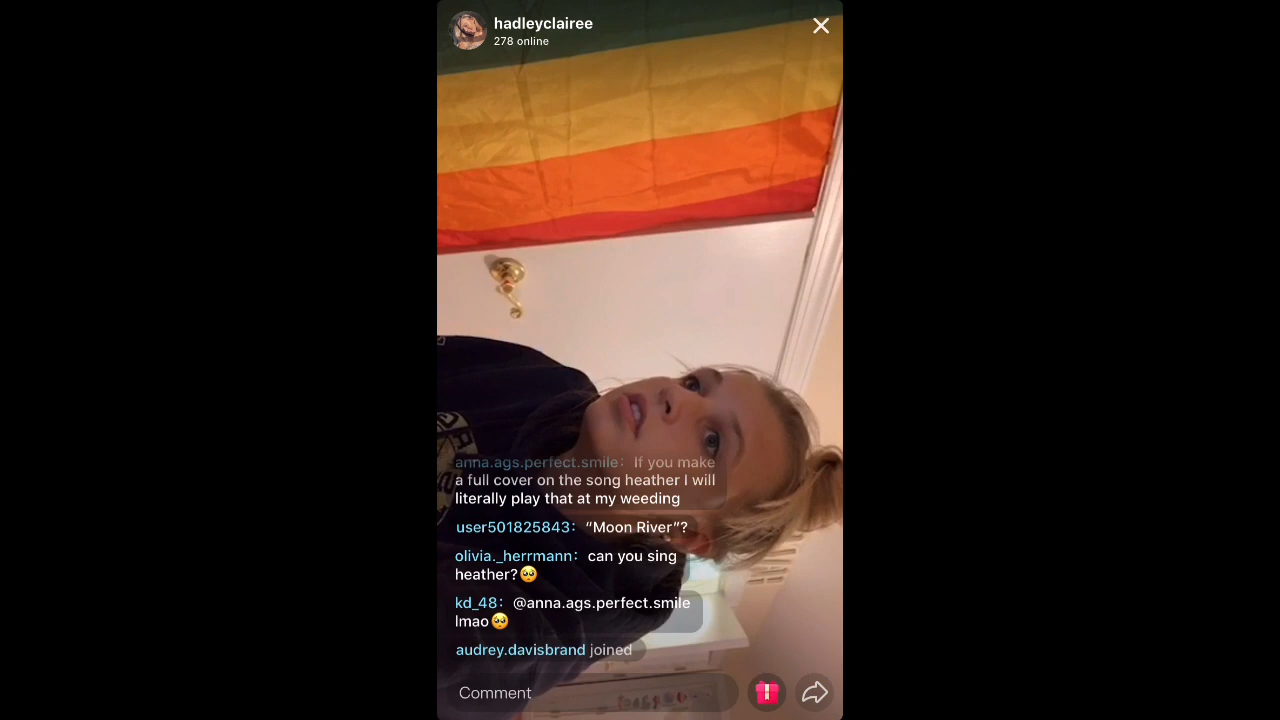 hadleyclairee
278 online
anna.ags.perfect.smile: If you make
a full cover on the song heather I will
literally play that at my weeding
user501825843: “Moon River”?
olivia._herrmann: can you sing
heather?🥺
kd_48: @anna.ags.perfect.smile
lmao🥺
audrey.davisbrand joined
Comment